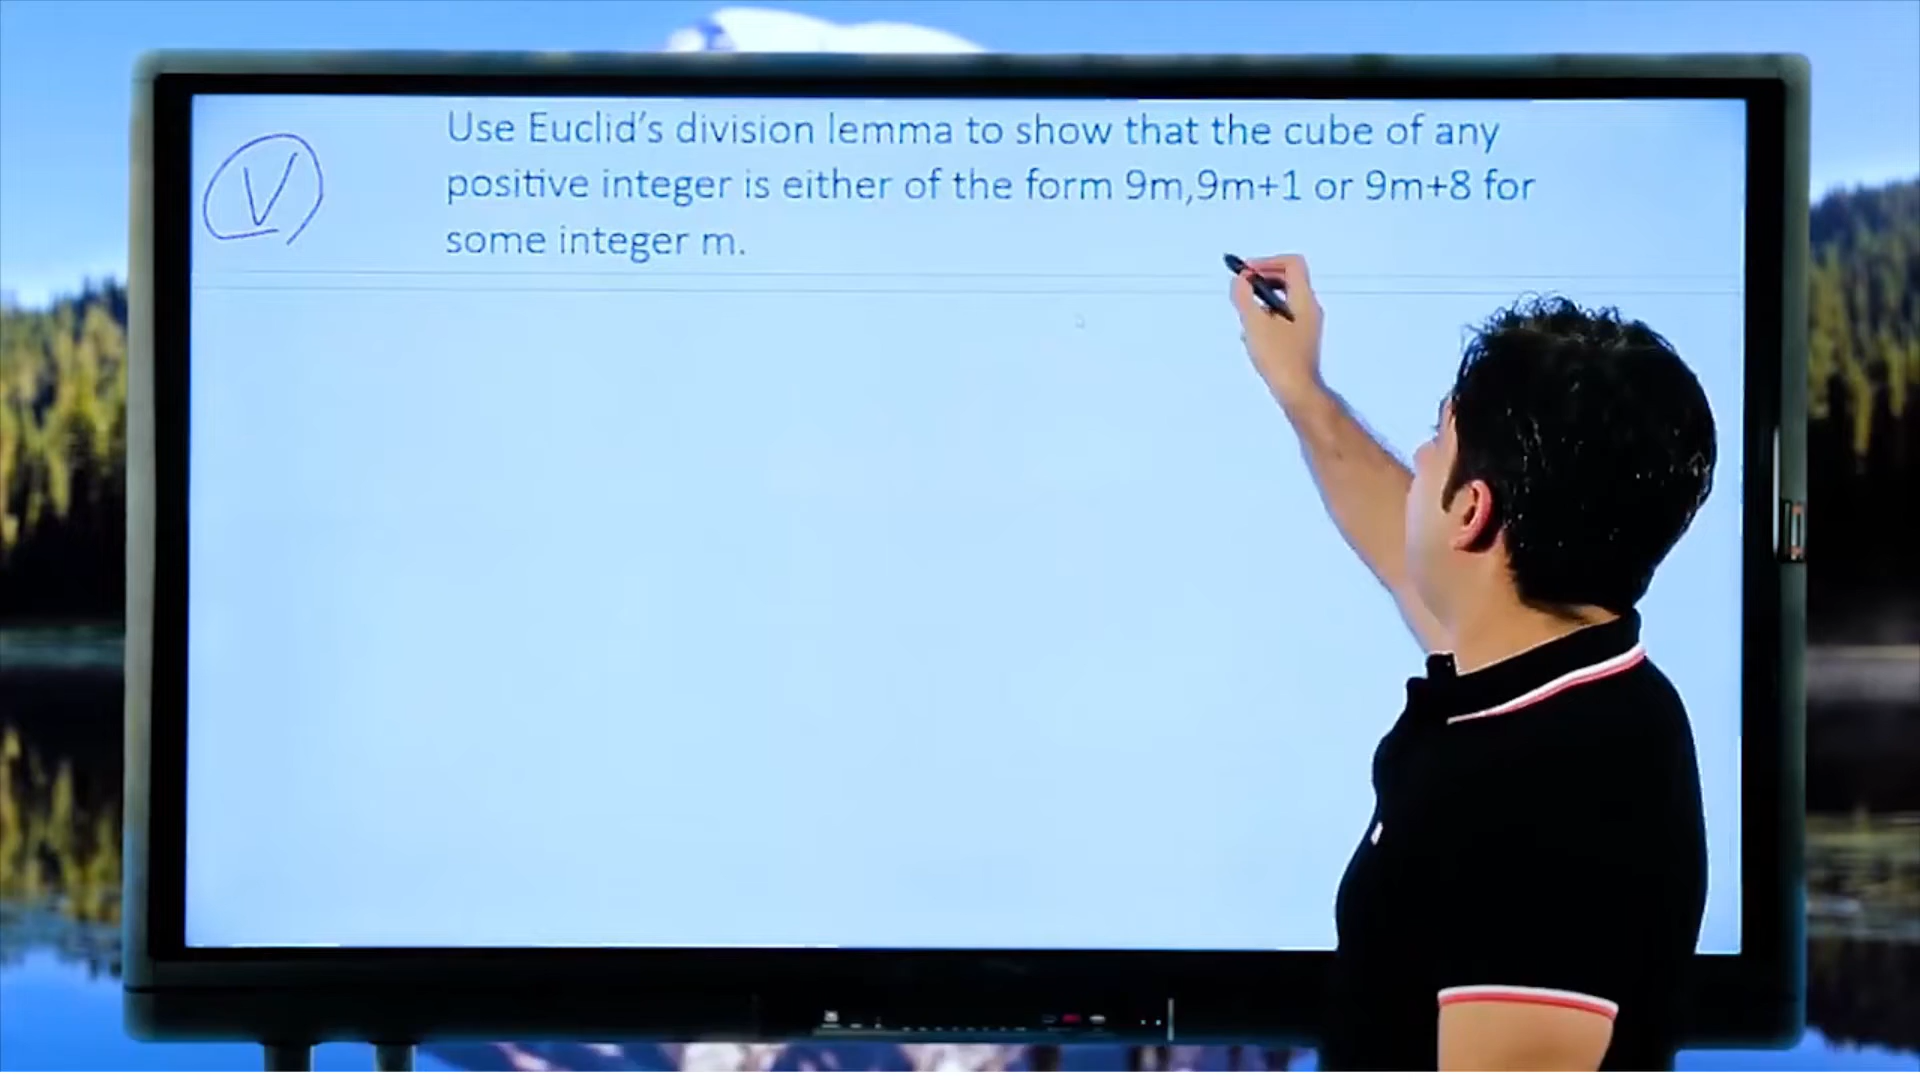 V
Use Euclid's division lemma to show that the cube of any
positive integer is either of the form 9m,9m+1 or 9m+8 for
some integer m.